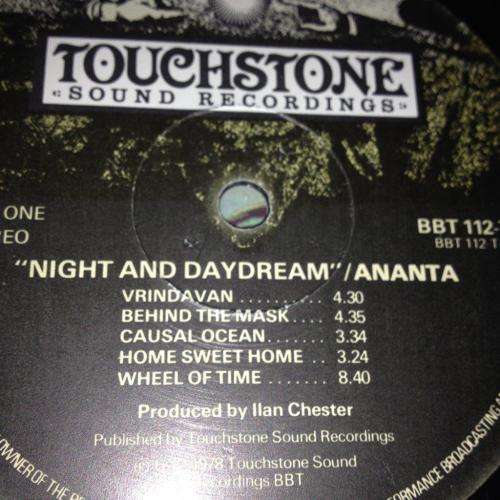 TOUCHSTONE
SOUND RECORDINGS
ONE
EO
BBT 112-
BBT 112 T
"NIGHT AND DAYDREAM"/ANANTA
VRINDAVAN .......... 4.30
BEHIND THE MASK.... 4.35
CAUSAL OCEAN....... 3.34
HOME SWEET HOME .. 3.24
WHEEL OF TIME ....... 8.40
Produced by Ilan Chester
Published by Touchstone Sound Recordings
1978 Touchstone Sound
cordings BBT
OWNER OF THE
PERFORMANCE BROADCASTING